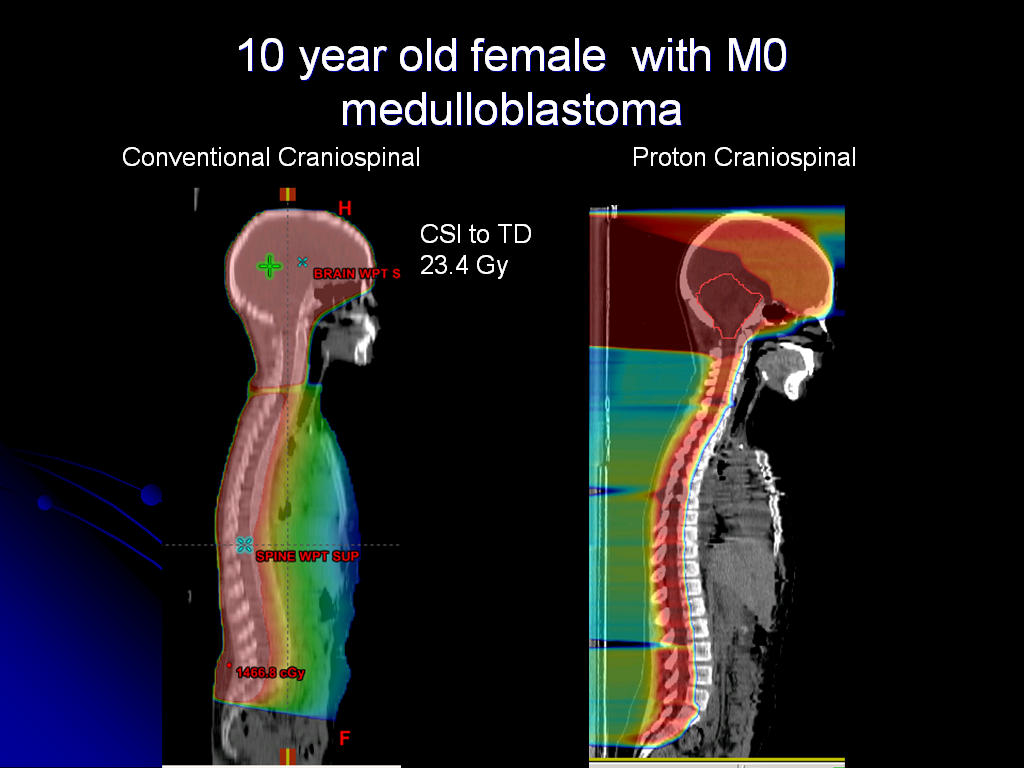 10 year old female with M0
medulloblastoma
Conventional Craniospinal
Proton Craniospinal
H
CSI to TD
23.4 Gy
BRAIN WPT S
SPINE WPT SUP
1466.8 cGy
F